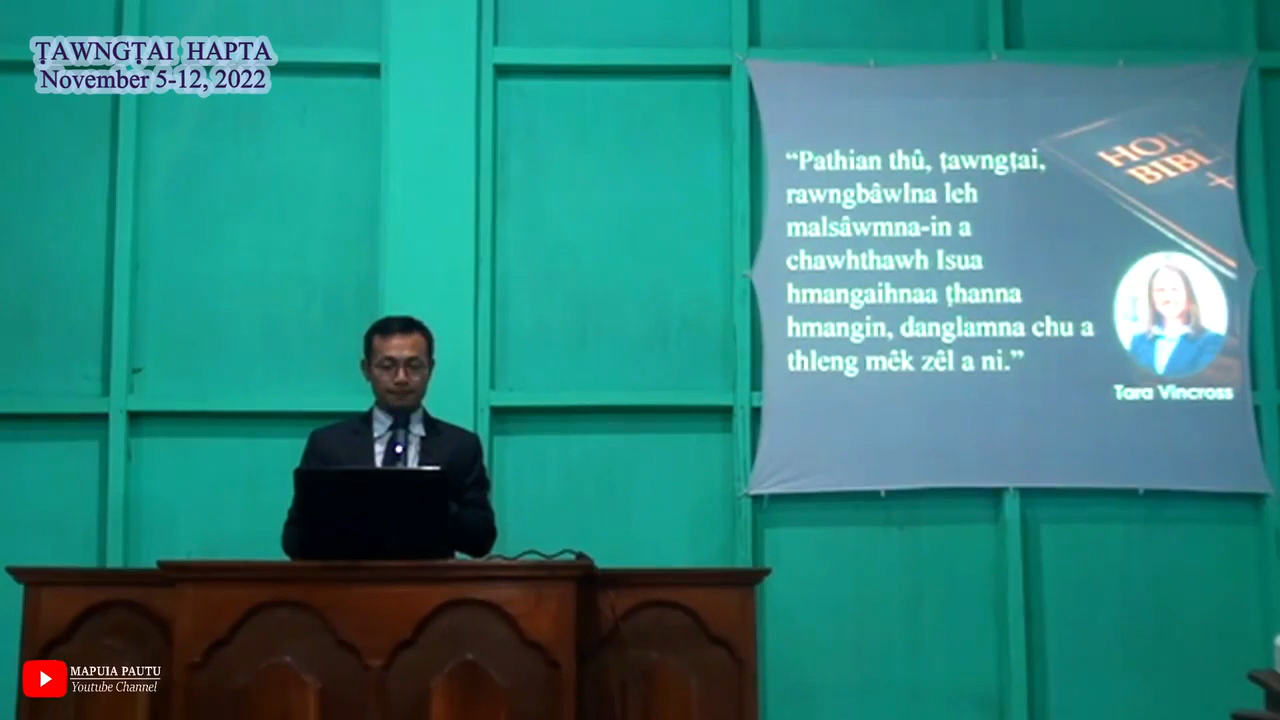 ṬAWNGṬAI HAPTA
November 5-12, 2022
“Pathian thû, ṭawngṭai,
rawngbâwlna leh
malsâwmna-in a
chawhthawh Isua
hmangaihnaa ṭhanna
hmangin, danglamna chu a
thleng mêk zêl a ni.”
HOLY
BIBL
Tara Vincross
MAPUIA PAUTU
Youtube Channel